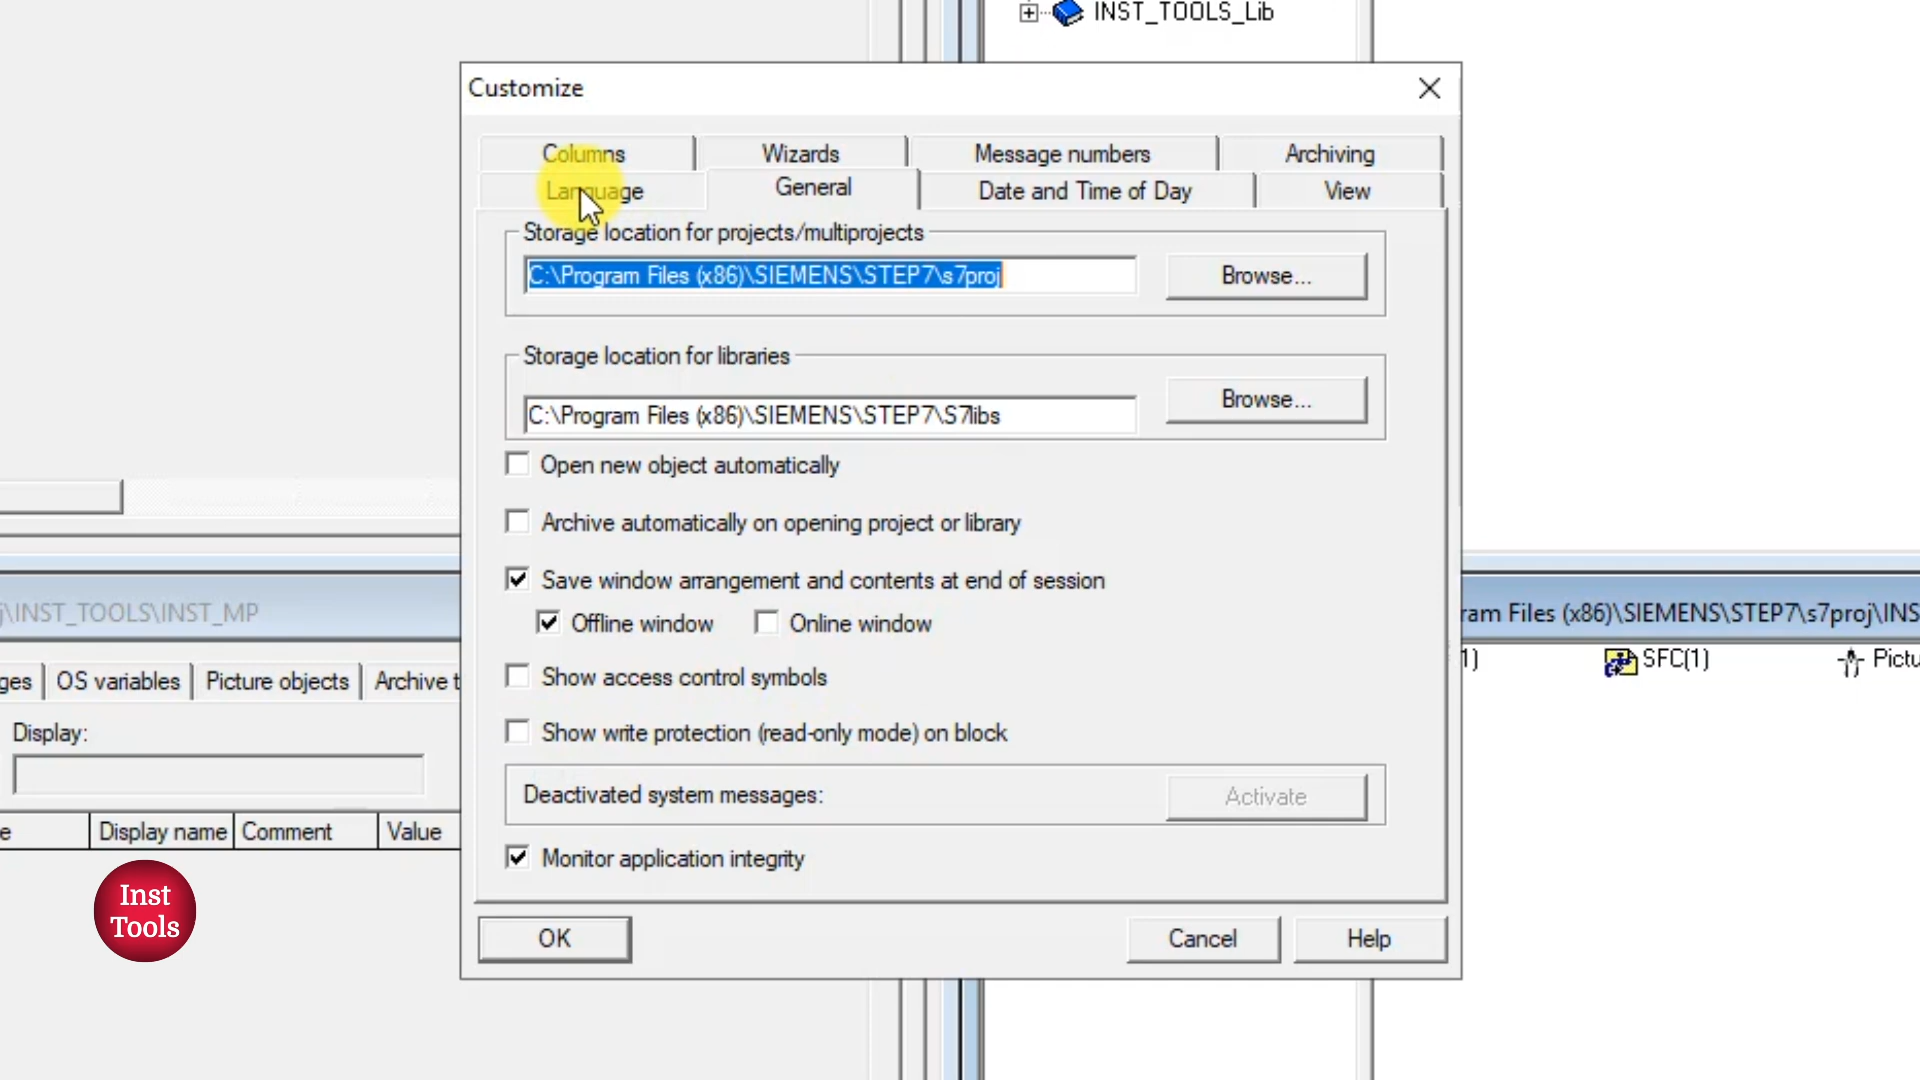 INST_TOOLS_Lib
Customize
Columns
Wizards
Message numbers
Archiving
Language
General
Date and Time of Day
View
Storage location for projects/multiprojects
C:\Program Files (x86)\SIEMENS\STEP7\s7proj
Browse...
Storage location for libraries
C:\Program Files (x86)\SIEMENS\STEP7\S7libs
Browse...
Open new object automatically
Archive automatically on opening project or library
Save window arrangement and contents at end of session
Offline window
Online window
Show access control symbols
Show write protection (read-only mode) on block
Deactivated system messages:
Activate
Monitor application integrity
OK
Cancel
Help
j\INST_TOOLS\INST_MP
ges
OS variables
Picture objects
Archive t
Display:
e
Display name
Comment
Value
Inst
Tools
ram Files (x86)\SIEMENS\STEP7\s7proj\INS
1)
SFC(1)
Pictu